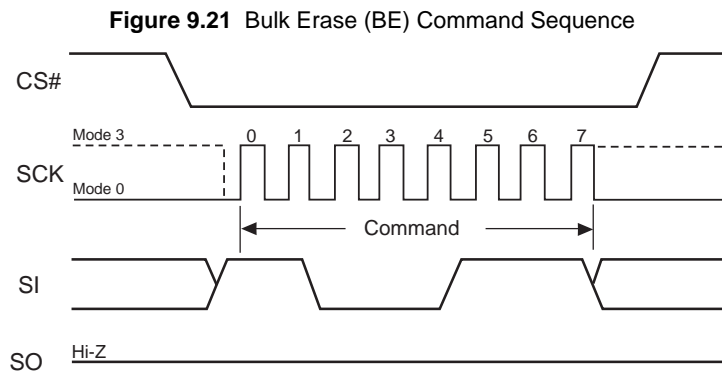 Figure 9.21 Bulk Erase (BE) Command Sequence
CS#
Mode 3
0 1 2 3 4 5 6 7
SCK
Mode 0
Command
SI
Hi-Z
SO